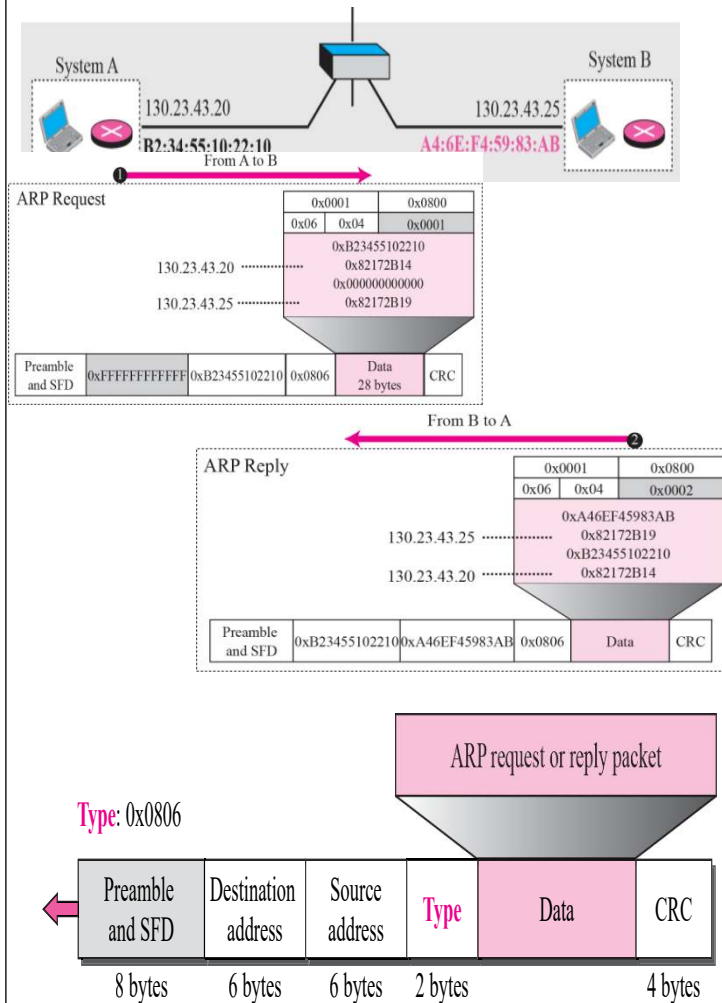 System A
System B
130.23.43.20
130.23.43.25
B2:34:55:10:22:10
A4:6E:F4:59:83:AB
1 From A to B
ARP Request
0x0001 0x0800
0x06 0x04 0x0001
0xB23455102210
130.23.43.20 0x82172B14
0x000000000000
130.23.43.25 0x82172B19
Preamble and SFD 0xFFFFFFFFFFFF 0xB23455102210 0x0806 Data 28 bytes CRC
From B to A 2
ARP Reply
0x0001 0x0800
0x06 0x04 0x0002
0xA46EF45983AB
130.23.43.25 0x82172B19
0xB23455102210
130.23.43.20 0x82172B14
Preamble and SFD 0xB23455102210 0xA46EF45983AB 0x0806 Data CRC
ARP request or reply packet
Type: 0x0806
Preamble and SFD Destination address Source address Type Data CRC
8 bytes 6 bytes 6 bytes 2 bytes 4 bytes